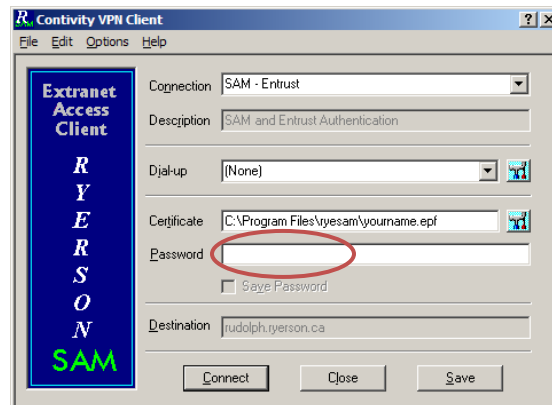 R SAM Contivity VPN Client
File Edit Options Help
Extranet
Access
Client
R
Y
E
R
S
O
N
SAM
Connection SAM - Entrust
Description SAM and Entrust Authentication
Dial-up (None)
Certificate C:\Program Files\ryesam\yourname.epf
Password
Save Password
Destination rudolph.ryerson.ca
Connect Close Save